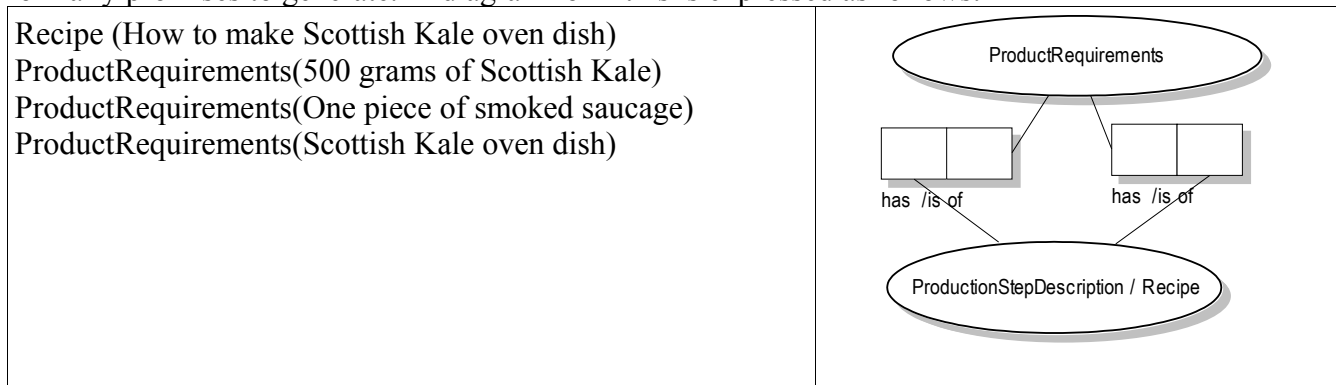 Recipe (How to make Scottish Kale oven dish)
ProductRequirements(500 grams of Scottish Kale)
ProductRequirements(One piece of smoked saucage)
ProductRequirements(Scottish Kale oven dish)
ProductRequirements
has /is of
has /is of
ProductionStepDescription / Recipe